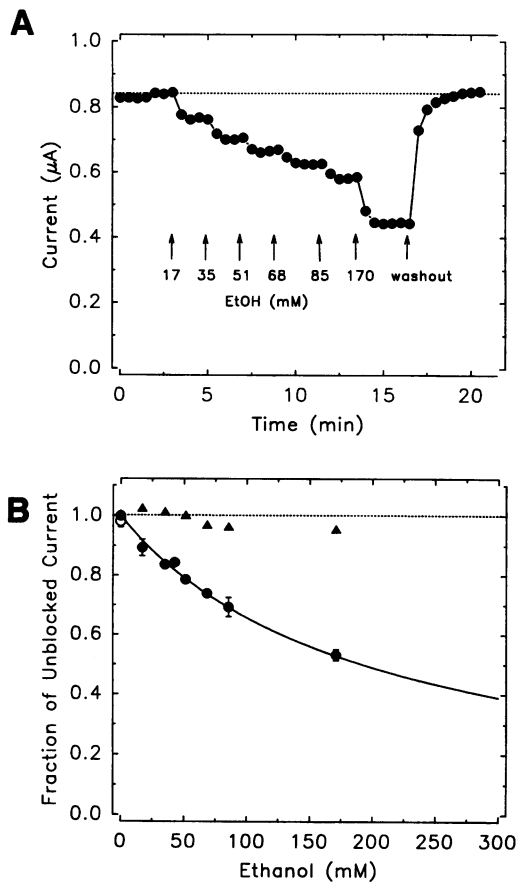 A
1.0
0.8
0.6
0.4
0.2
0.0
Current (μA)
17 35 51 68 85 170 washout
EtOH (mM)
0 5 10 15 20
Time (min)
B
1.0
0.8
0.6
0.4
0.2
0.0
Fraction of Unblocked Current
0 50 100 150 200 250 300
Ethanol (mM)